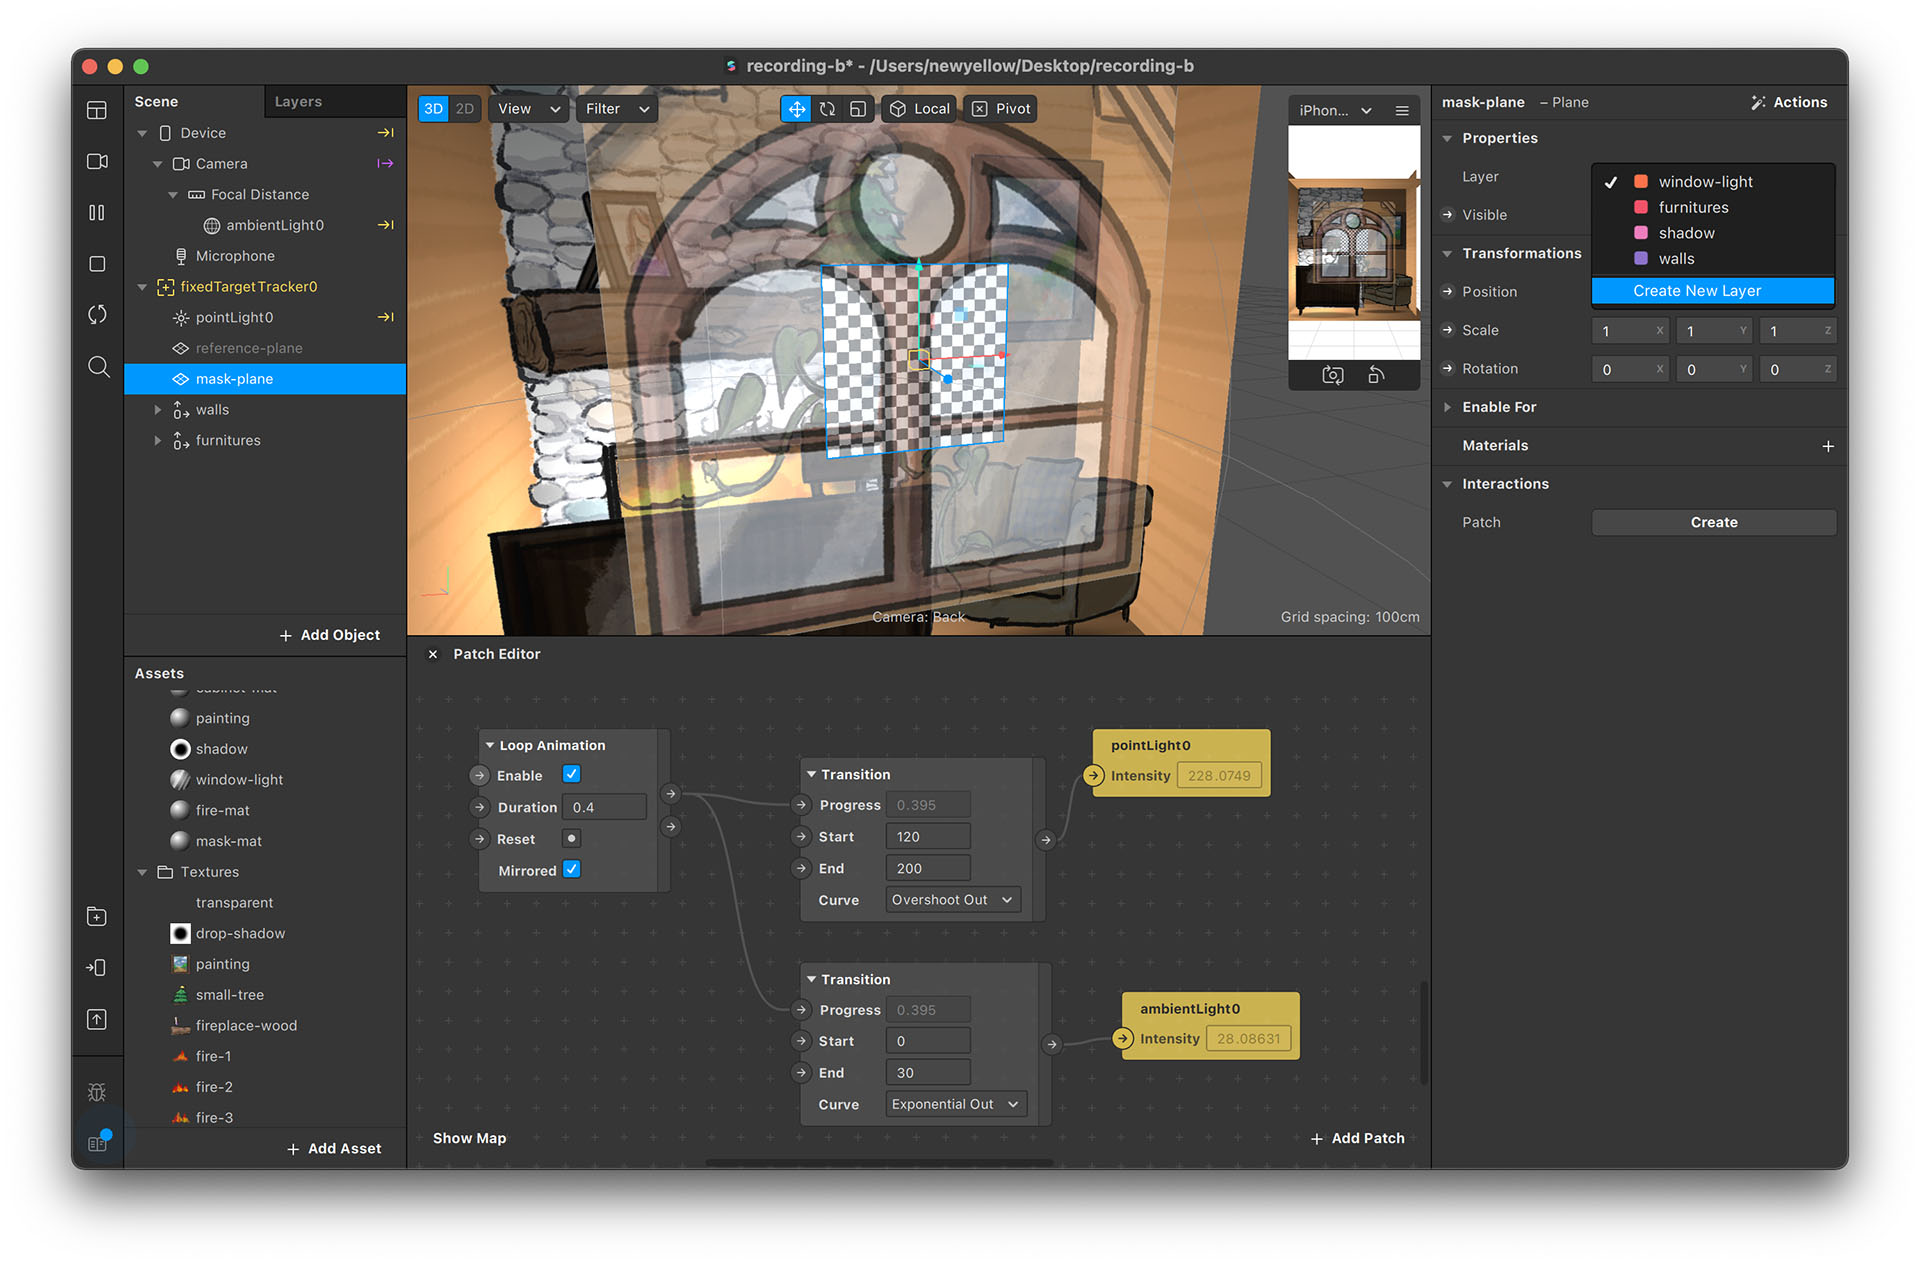 recording-b* - /Users/newyellow/Desktop/recording-b
Scene
Layers
Device
Camera
Focal Distance
ambientLight0
Microphone
fixedTargetTracker0
pointLight0
reference-plane
mask-plane
walls
furnitures
+ Add Object
Assets
cabinet-mat
painting
shadow
window-light
fire-mat
mask-mat
Textures
transparent
drop-shadow
painting
small-tree
fireplace-wood
fire-1
fire-2
fire-3
+ Add Asset
3D 2D View Filter Local Pivot
iPhon...
Camera: Back
Grid spacing: 100cm
Patch Editor
Loop Animation
Enable
Duration 0.4
Reset
Mirrored
Transition
Progress 0.395
Start 120
End 200
Curve Overshoot Out
pointLight0
Intensity 228.0749
Transition
Progress 0.395
Start 0
End 30
Curve Exponential Out
ambientLight0
Intensity 28.08631
Show Map
+ Add Patch
mask-plane – Plane
Actions
Properties
Layer
window-light
furnitures
shadow
walls
Create New Layer
Visible
Transformations
Position
Scale 1 X 1 Y 1 Z
Rotation 0 X 0 Y 0 Z
Enable For
Materials +
Interactions
Patch Create